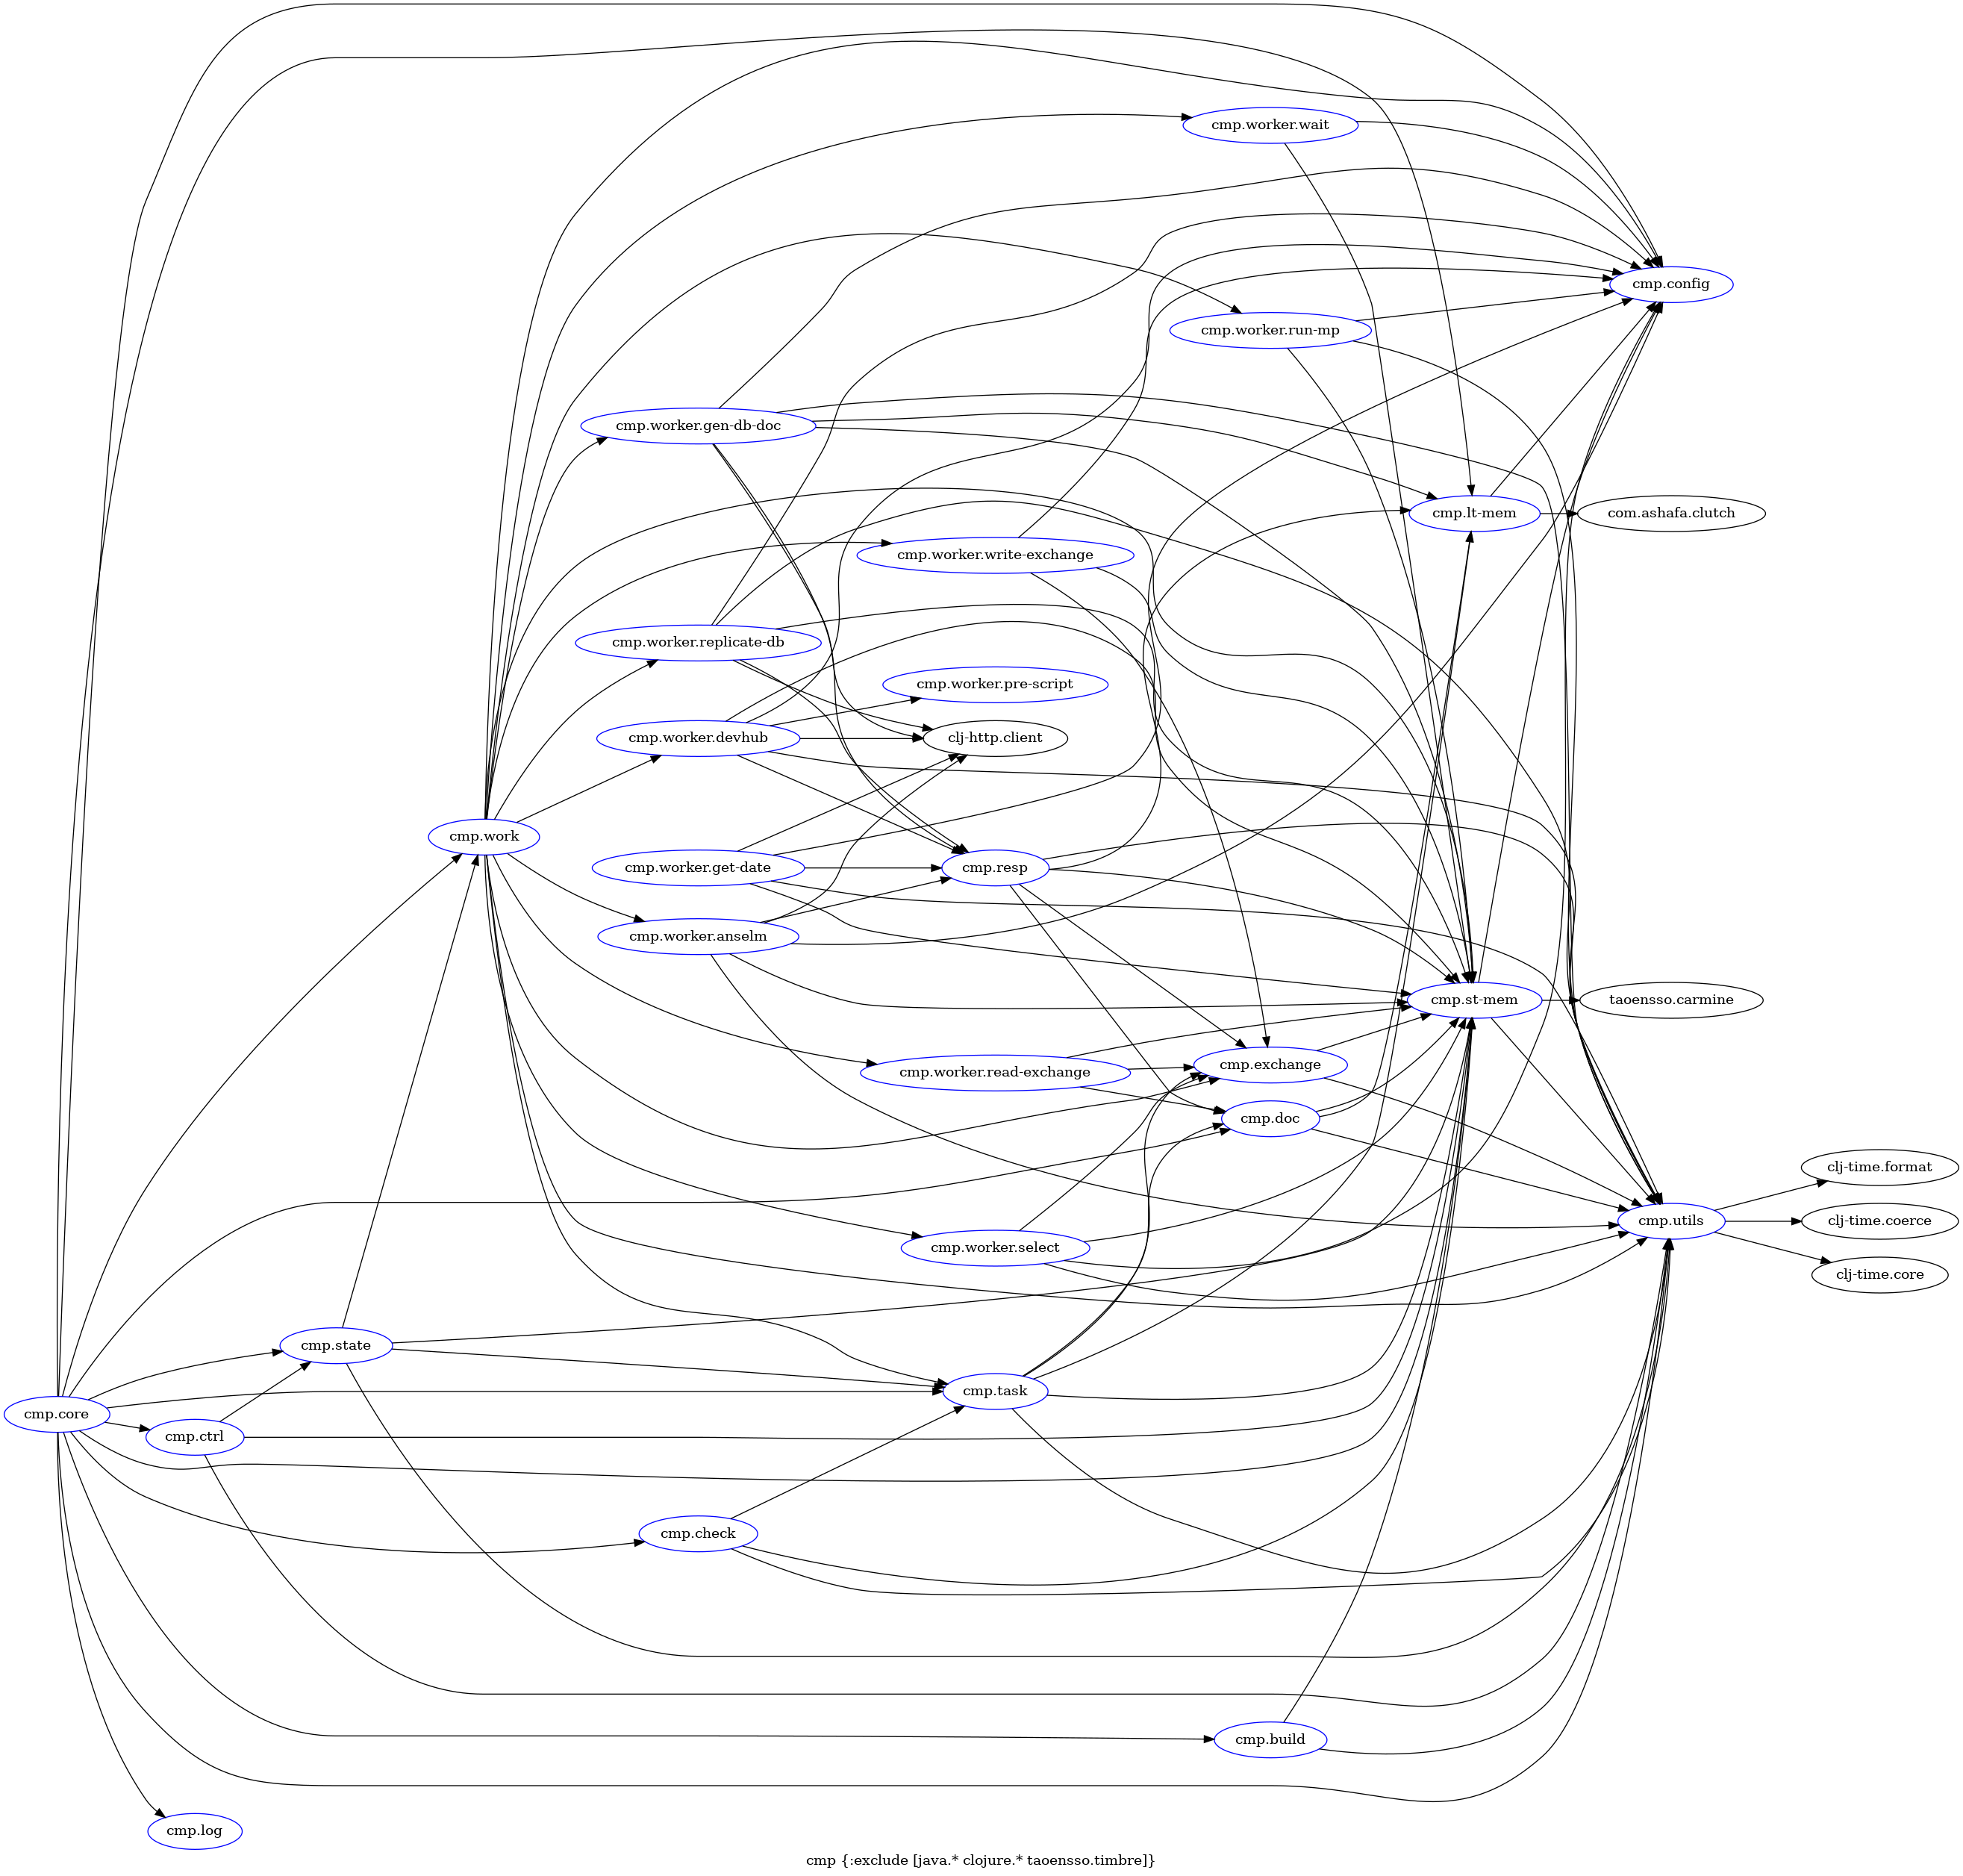 cmp.worker.wait
cmp.config
cmp.worker.run-mp
cmp.worker.gen-db-doc
cmp.lt-mem
com.ashafa.clutch
cmp.worker.write-exchange
cmp.worker.replicate-db
cmp.worker.pre-script
cmp.worker.devhub
clj-http.client
cmp.work
cmp.worker.get-date
cmp.resp
cmp.worker.anselm
cmp.st-mem
taoensso.carmine
cmp.exchange
cmp.worker.read-exchange
cmp.doc
clj-time.format
cmp.utils
clj-time.coerce
cmp.worker.select
clj-time.core
cmp.state
cmp.task
cmp.core
cmp.ctrl
cmp.check
cmp.build
cmp.log
cmp {:exclude [java.* clojure.* taoensso.timbre]}